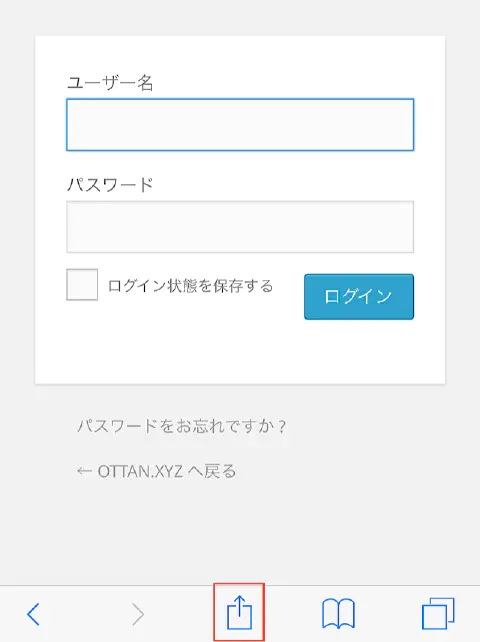 ユーザー名
パスワード
ログイン状態を保存する
ログイン
パスワードをお忘れですか ?
← OTTAN.XYZ へ戻る